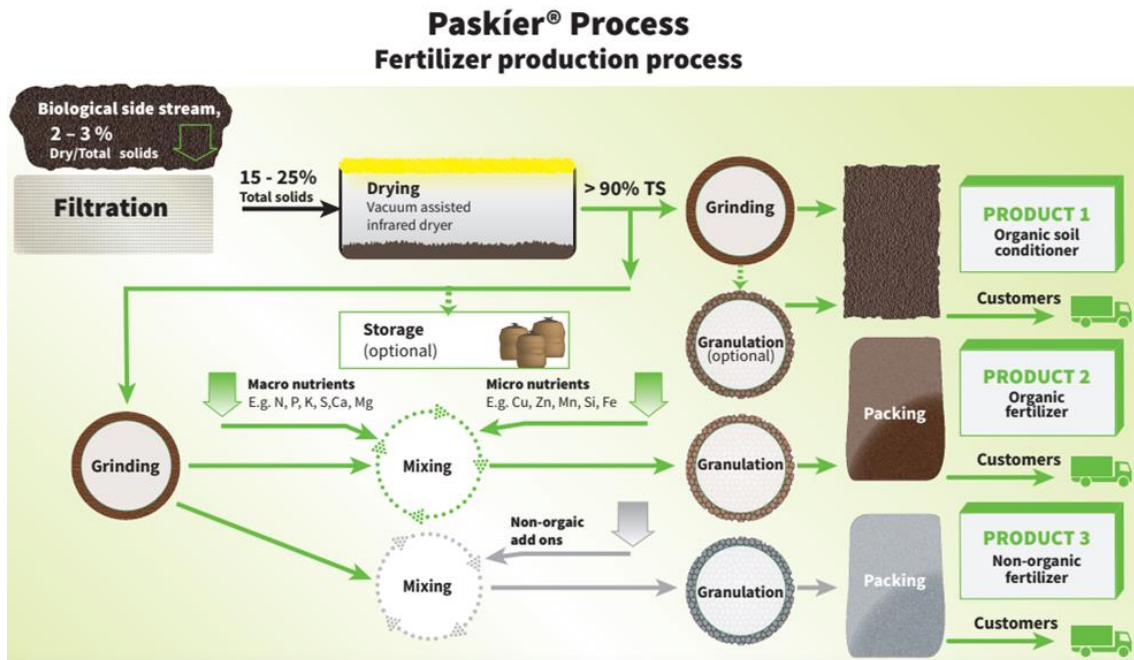 Paskíer® Process
Fertilizer production process
Biological side stream,
2 – 3 %
Dry/Total solids
Filtration
15 - 25%
Total solids
Drying
Vacuum assisted
infrared dryer
> 90% TS
Grinding
PRODUCT 1
Organic soil
conditioner
Customers
Storage
(optional)
Granulation
(optional)
Macro nutrients
E.g. N, P, K, S,Ca, Mg
Micro nutrients
E.g. Cu, Zn, Mn, Si, Fe
PRODUCT 2
Organic
fertilizer
Packing
Grinding
Mixing
Granulation
Customers
Non-orgaic
add ons
PRODUCT 3
Non-organic
fertilizer
Mixing
Granulation
Packing
Customers